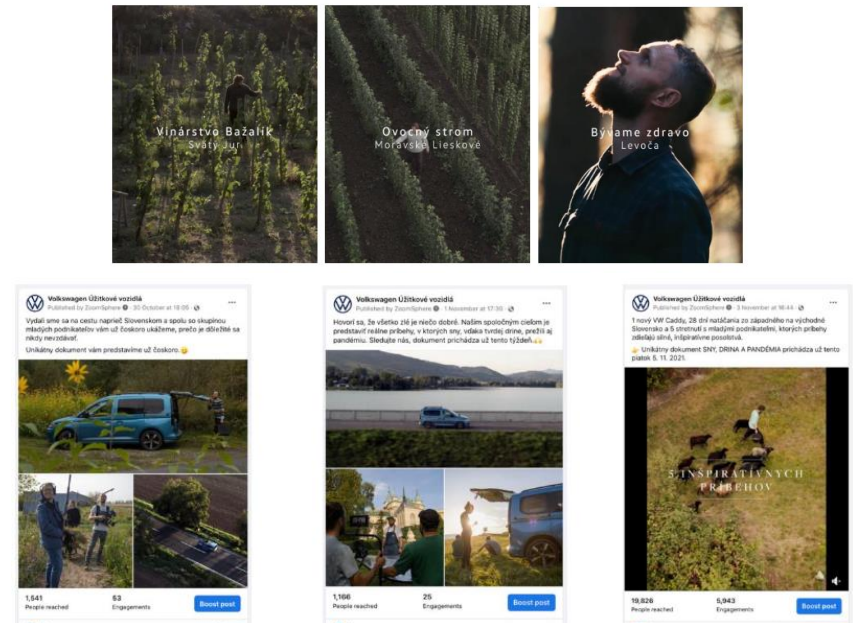 Vinárstvo Bažalík
Svätý Jur
Ovocný strom
Moravské Lieskové
Bývame zdravo
Levoča
Volkswagen Úžitkové vozidlá
Published by ZoomSphere · 30 October at 18:05 ·
Vydali sme sa na cestu naprieč Slovenskom a spolu so skupinou
mladých podnikateľov vám už čoskoro ukážeme, prečo je dôležité sa
nikdy nevzdávať.
Unikátny dokument vám predstavíme už čoskoro.
1,541
People reached
53
Engagements
Boost post
Volkswagen Úžitkové vozidlá
Published by ZoomSphere · 1 November at 17:30 ·
Hovorí sa, že všetko zlé je niečo dobré. Našim spoločným cieľom je
predstaviť reálne príbehy, v ktorých sny, vďaka tvrdej drine, prežili aj
pandémiu. Sledujte nás, dokument prichádza už tento týždeň.
1,166
People reached
25
Engagements
Boost post
Volkswagen Úžitkové vozidlá
Published by ZoomSphere · 3 November at 16:44 ·
1 nový VW Caddy, 28 dní natáčania zo západného na východné
Slovensko a 5 stretnutí s mladými podnikateľmi, ktorých príbehy
zdieľajú silné, inšpiratívne posolstvá.
Unikátny dokument SNY, DRINA A PANDÉMIA prichádza už tento
piatok 5. 11. 2021.
5 INŠPIRATÍVNYCH
PRÍBEHOV
19,826
People reached
5,943
Engagements
Boost post